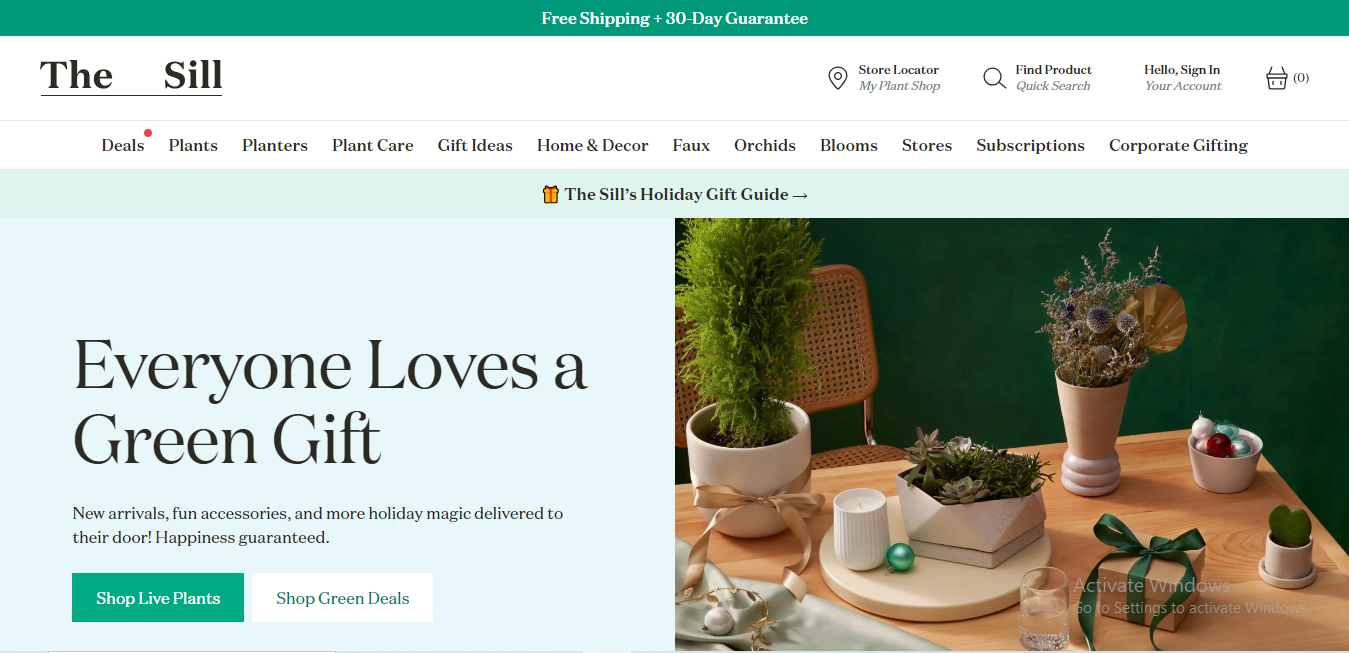 Free Shipping + 30-Day Guarantee
The Sill
Store Locator
My Plant Shop
Find Product
Quick Search
Hello, Sign In
Your Account
(0)
Deals
Plants
Planters
Plant Care
Gift Ideas
Home & Decor
Faux
Orchids
Blooms
Stores
Subscriptions
Corporate Gifting
🎁 The Sill’s Holiday Gift Guide →
Everyone Loves a
Green Gift
New arrivals, fun accessories, and more holiday magic delivered to
their door! Happiness guaranteed.
Shop Live Plants
Shop Green Deals
Activate Windows
Go to Settings to activate Windows.